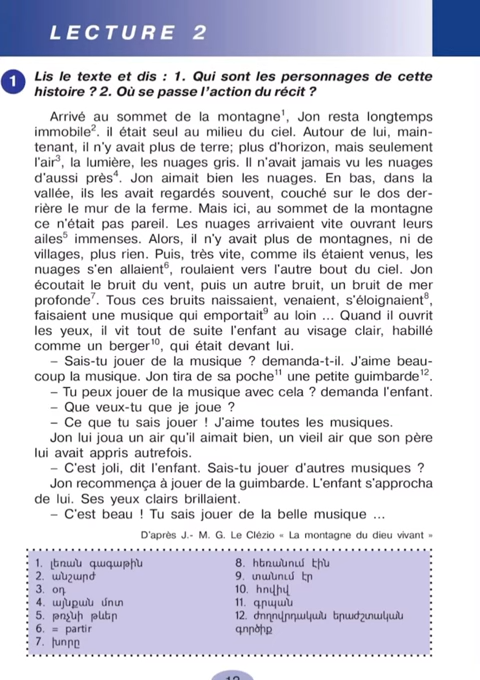 LECTURE 2
1 Lis le texte et dis : 1. Qui sont les personnages de cette
histoire ? 2. Où se passe l'action du récit ?
Arrivé au sommet de la montagne¹, Jon resta longtemps
immobile². il était seul au milieu du ciel. Autour de lui, main-
tenant, il n'y avait plus de terre; plus d'horizon, mais seulement
l'air³, la lumière, les nuages gris. Il n'avait jamais vu les nuages
d'aussi près⁴. Jon aimait bien les nuages. En bas, dans la
vallée, ils les avait regardés souvent, couché sur le dos der-
rière le mur de la ferme. Mais ici, au sommet de la montagne
ce n'était pas pareil. Les nuages arrivaient vite ouvrant leurs
ailes⁵ immenses. Alors, il n'y avait plus de montagnes, ni de
villages, plus rien. Puis, très vite, comme ils étaient venus, les
nuages s'en allaient⁶, roulaient vers l'autre bout du ciel. Jon
écoutait le bruit du vent, puis un autre bruit, un bruit de mer
profonde⁷. Tous ces bruits naissaient, venaient, s'éloignaient⁸,
faisaient une musique qui emportait⁹ au loin ... Quand il ouvrit
les yeux, il vit tout de suite l'enfant au visage clair, habillé
comme un berger¹⁰, qui était devant lui.
– Sais-tu jouer de la musique ? demanda-t-il. J'aime beau-
coup la musique. Jon tira de sa poche¹¹ une petite guimbarde¹².
– Tu peux jouer de la musique avec cela ? demanda l'enfant.
– Que veux-tu que je joue ?
– Ce que tu sais jouer ! J'aime toutes les musiques.
Jon lui joua un air qu'il aimait bien, un vieil air que son père
lui avait appris autrefois.
– C'est joli, dit l'enfant. Sais-tu jouer d'autres musiques ?
Jon recommença à jouer de la guimbarde. L'enfant s'approcha
de lui. Ses yeux clairs brillaient.
– C'est beau ! Tu sais jouer de la belle musique ...
D'après J.- M. G. Le Clézio « La montagne du dieu vivant »
1. լեռան գագաթին
2. անշարժ
3. օդ
4. այնքան մոտ
5. թռչնի թևեր
6. = partir
7. խորը
8. հեռանում էին
9. տանում էր
10. հովիվ
11. գրպան
12. ժողովրդական երաժշտական
գործիք